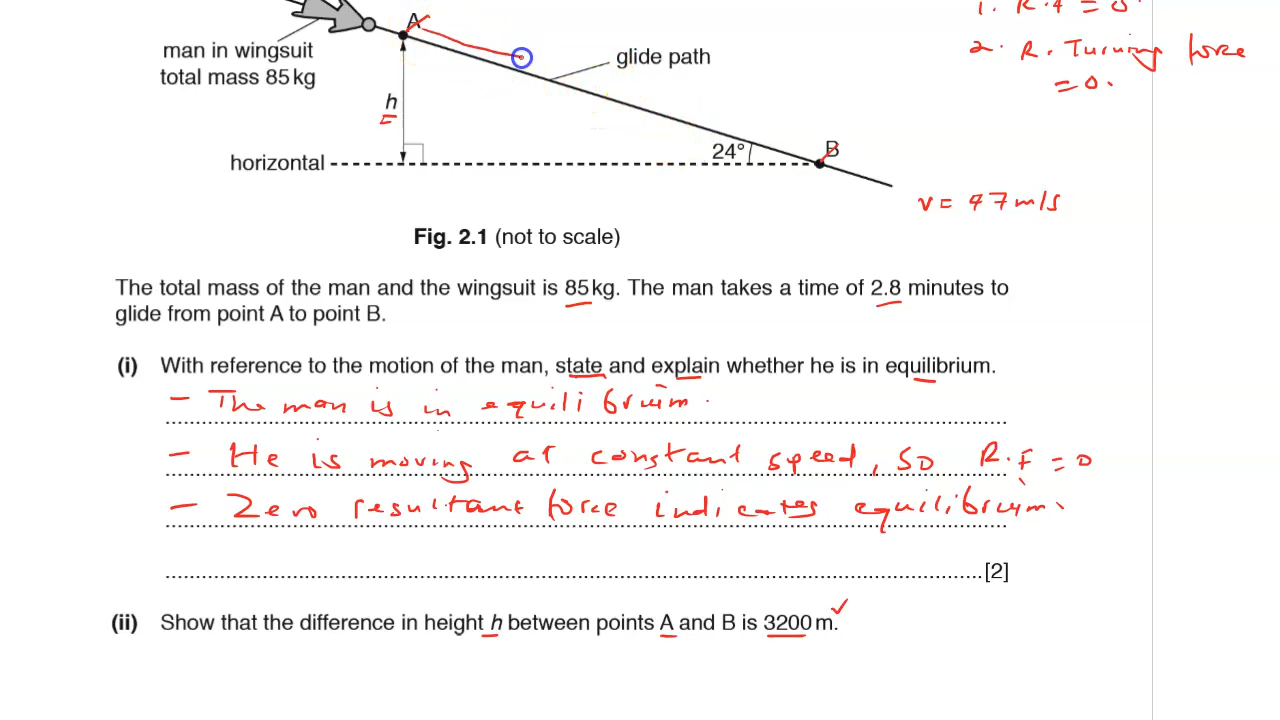 1. R.F = 0.
2. R. Turning force
= 0.
A
man in wingsuit
total mass 85 kg
glide path
h
24°
B
horizontal
v = 47 m/s
Fig. 2.1 (not to scale)
The total mass of the man and the wingsuit is 85 kg. The man takes a time of 2.8 minutes to
glide from point A to point B.
(i) With reference to the motion of the man, state and explain whether he is in equilibrium.
- The man is in equilibrium.
- He is moving at constant speed, so R.F = 0
- Zero resultant force indicates equilibrium.
[2]
(ii) Show that the difference in height h between points A and B is 3200 m.